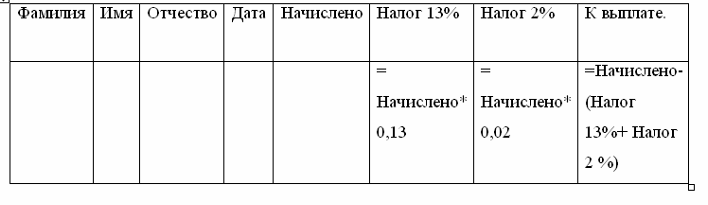 Фамилия Имя Отчество Дата Начислено Налог 13% Налог 2% К выплате.
= = =Начислено-
Начислено* Начислено* (Налог
0,13 0,02 13%+ Налог
2 %)